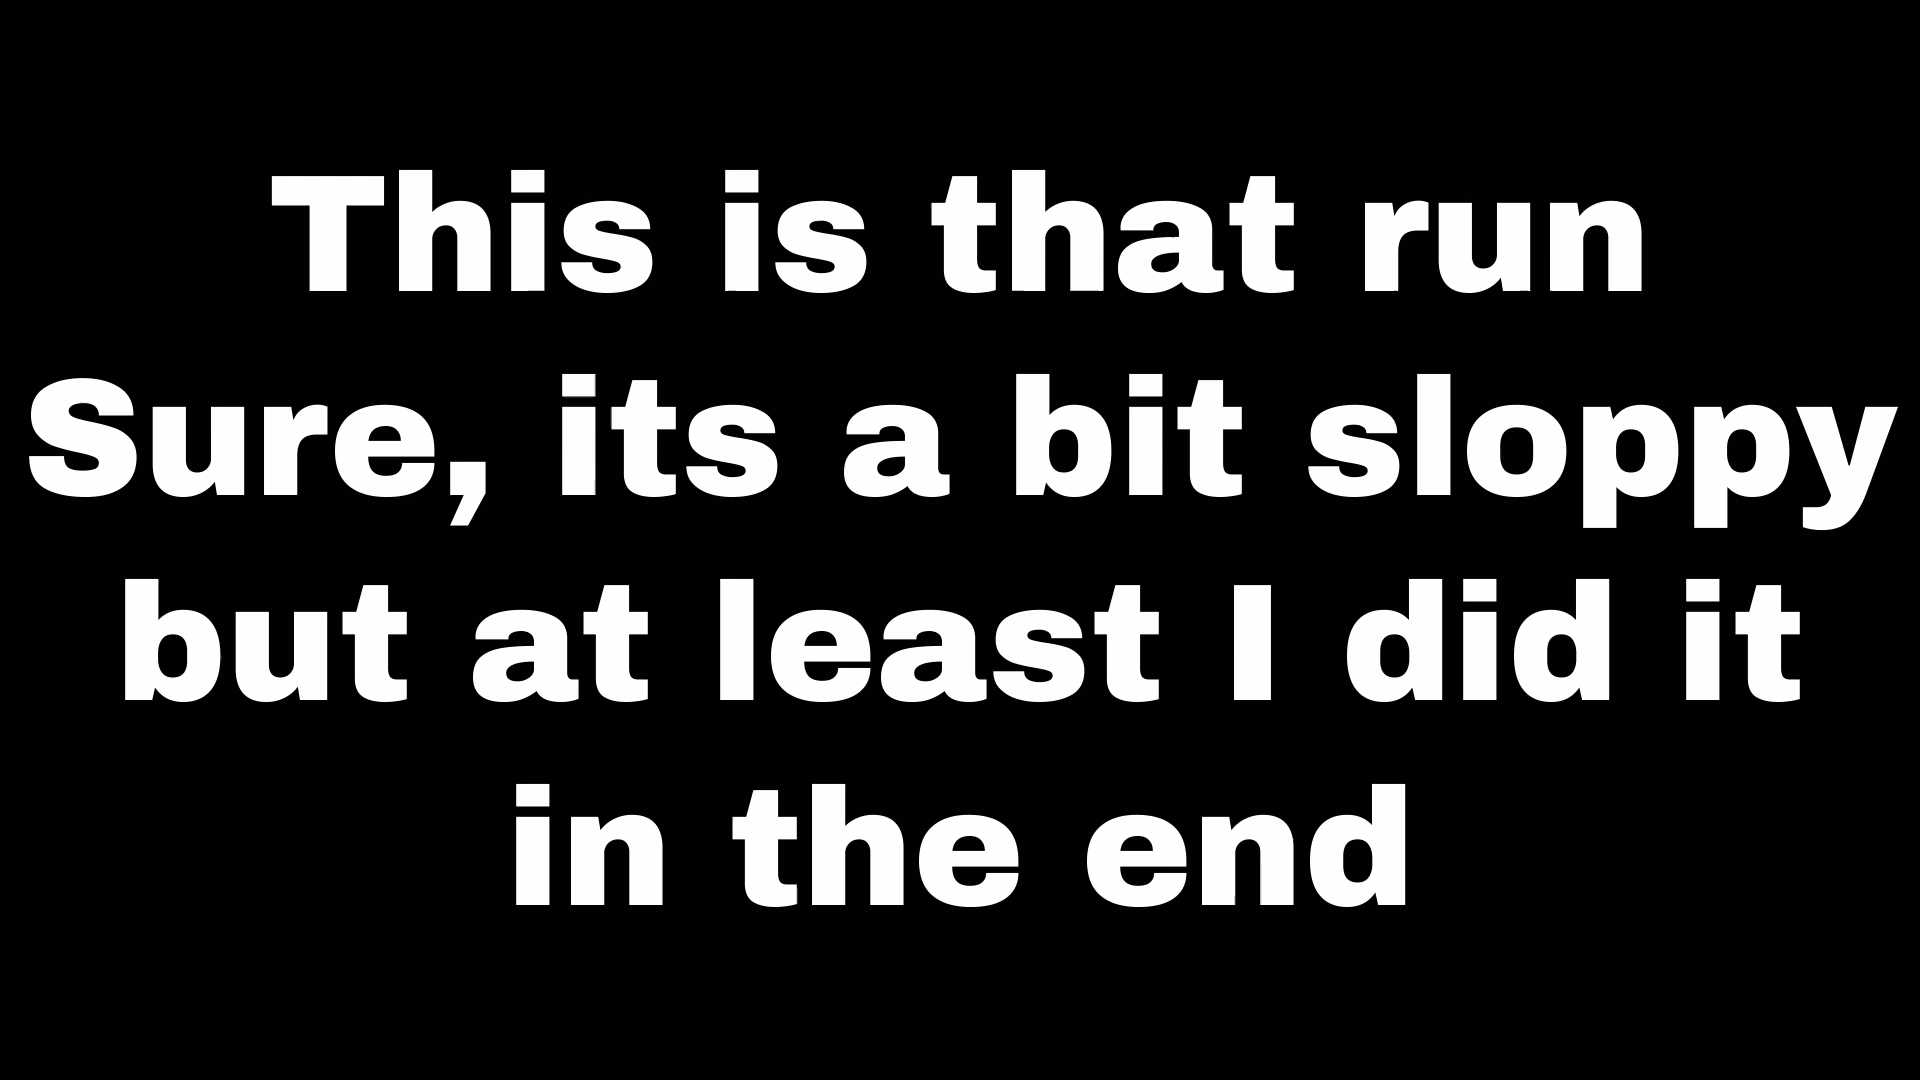 This is that run
Sure, its a bit sloppy
but at least I did it
in the end